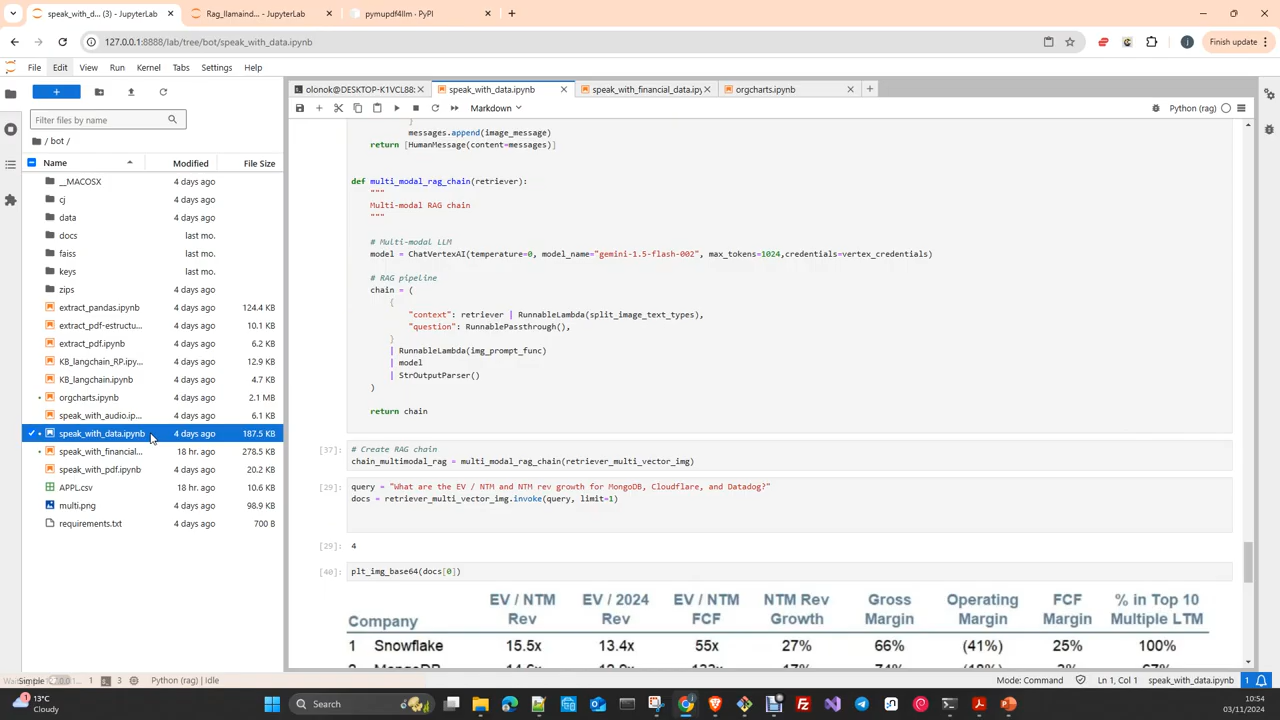 speak_with_d... (3) - JupyterLab
Rag_llamaind... - JupyterLab
pymupdf4llm · PyPI
127.0.0.1:8888/lab/tree/bot/speak_with_data.ipynb
Finish update
File Edit View Run Kernel Tabs Settings Help
olonok@DESKTOP-K1VCL88:
speak_with_data.ipynb
speak_with_financial_data.ipy
orgcharts.ipynb
Markdown
Python (rag)
Filter files by name
/ bot /
Name Modified File Size
__MACOSX 4 days ago
cj 4 days ago
data 4 days ago
docs last mo.
faiss last mo.
keys last mo.
zips 4 days ago
extract_pandas.ipynb 4 days ago 124.4 KB
extract_pdf-estructu... 4 days ago 10.1 KB
extract_pdf.ipynb 4 days ago 6.2 KB
KB_langchain_RP.ipy... 4 days ago 12.9 KB
KB_langchain.ipynb 4 days ago 4.7 KB
orgcharts.ipynb 4 days ago 2.1 MB
speak_with_audio.ip... 4 days ago 6.1 KB
speak_with_data.ipynb 4 days ago 187.5 KB
speak_with_financial... 18 hr. ago 278.5 KB
speak_with_pdf.ipynb 4 days ago 20.2 KB
APPL.csv 18 hr. ago 10.6 KB
multi.png 4 days ago 98.9 KB
requirements.txt 4 days ago 700 B
}
messages.append(image_message)
return [HumanMessage(content=messages)]
def multi_modal_rag_chain(retriever):
"""
Multi-modal RAG chain
"""
# Multi-modal LLM
model = ChatVertexAI(temperature=0, model_name="gemini-1.5-flash-002", max_tokens=1024,credentials=vertex_credentials)
# RAG pipeline
chain = (
{
"context": retriever | RunnableLambda(split_image_text_types),
"question": RunnablePassthrough(),
}
| RunnableLambda(img_prompt_func)
| model
| StrOutputParser()
)
return chain
[37]: # Create RAG chain
chain_multimodal_rag = multi_modal_rag_chain(retriever_multi_vector_img)
[29]: query = "What are the EV / NTM and NTM rev growth for MongoDB, Cloudflare, and Datadog?"
docs = retriever_multi_vector_img.invoke(query, limit=1)
[29]: 4
[40]: plt_img_base64(docs[0])
EV / NTM EV / 2024 EV / NTM NTM Rev Gross Operating FCF % in Top 10
Company Rev Rev FCF Growth Margin Margin Margin Multiple LTM
1 Snowflake 15.5x 13.4x 55x 27% 66% (41%) 25% 100%
Simple 1 3 Python (rag) | Idle
Mode: Command Ln 1, Col 1 speak_with_data.ipynb 1
13°C
Cloudy
Search
10:54
03/11/2024